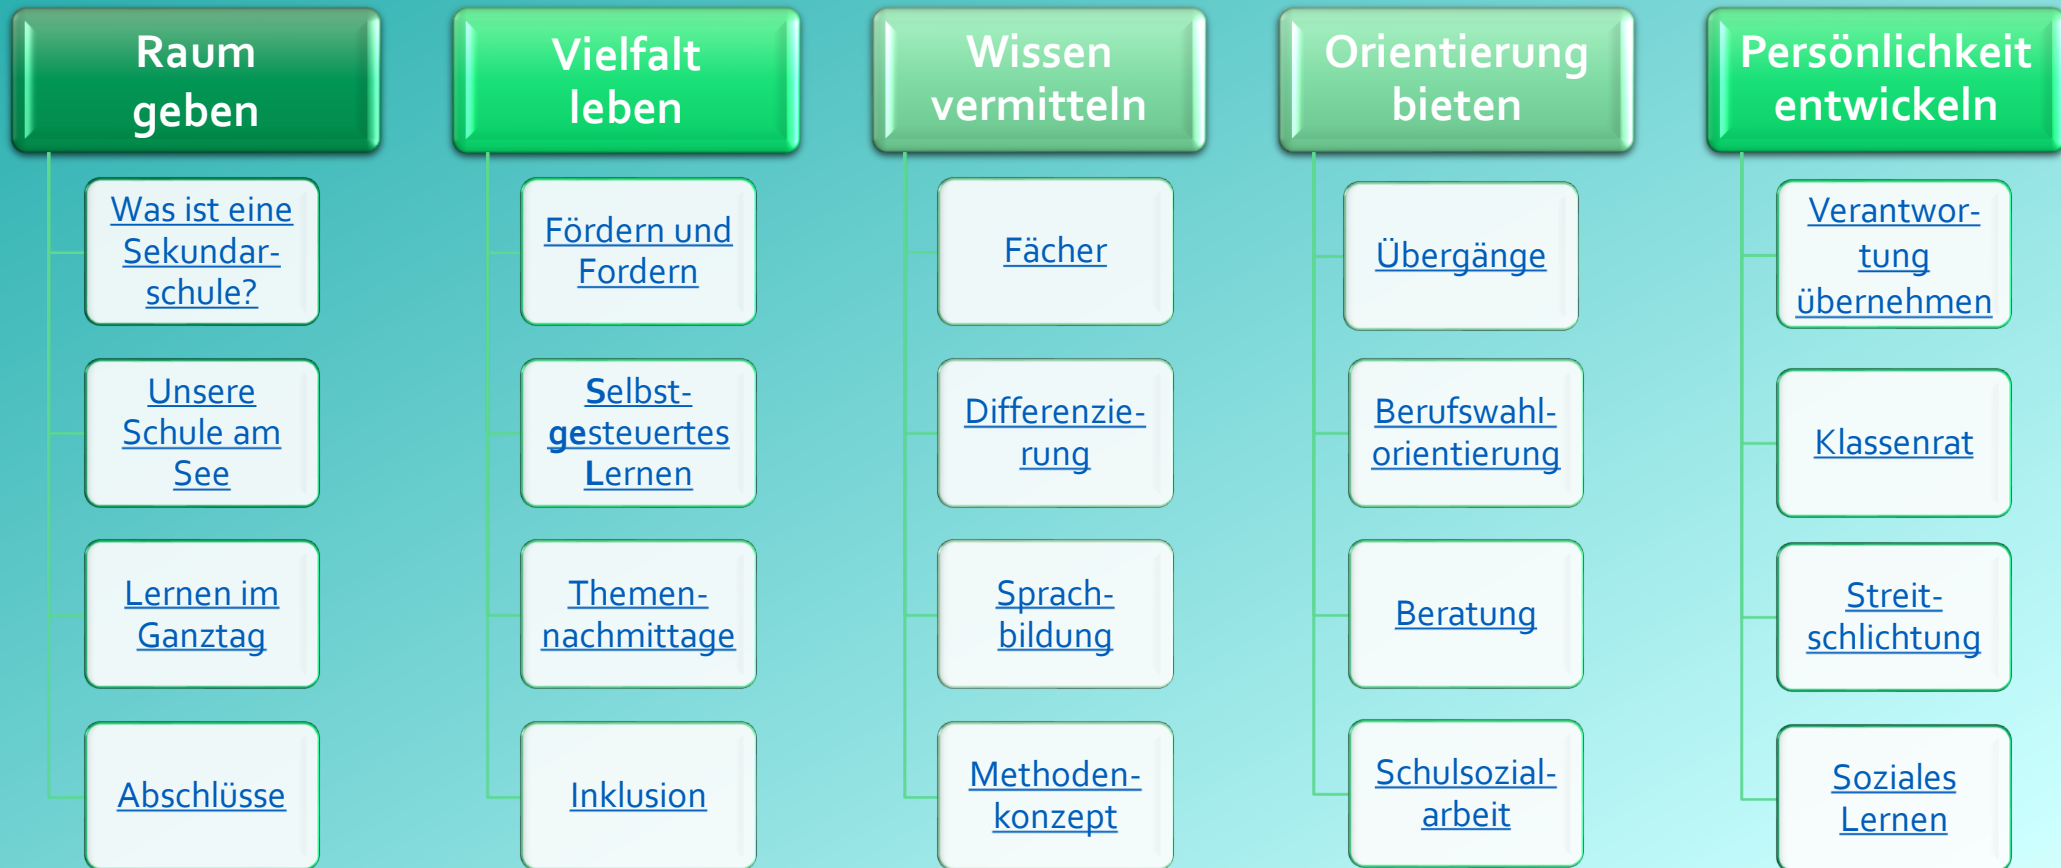 Raum
geben
Was ist eine
Sekundar-
schule?
Unsere
Schule am
See
Lernen im
Ganztag
Abschlüsse
Vielfalt
leben
Fördern und
Fordern
Selbst-
gesteuertes
Lernen
Themen-
nachmittage
Inklusion
Wissen
vermitteln
Fächer
Differenzie-
rung
Sprach-
bildung
Methoden-
konzept
Orientierung
bieten
Übergänge
Berufswahl-
orientierung
Beratung
Schulsozial-
arbeit
Persönlichkeit
entwickeln
Verantwor-
tung
übernehmen
Klassenrat
Streit-
schlichtung
Soziales
Lernen